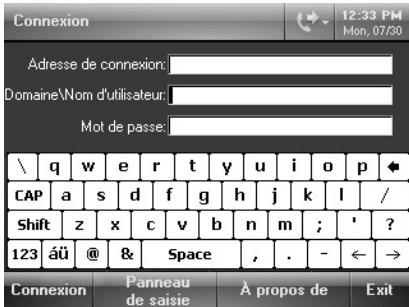 Connexion
12:33 PM
Mon, 07/30
Adresse de connexion:
Domaine\Nom d'utilisateur:
Mot de passe:
\ q w e r t y u i o p ←
CAP a s d f g h j k l /
Shift z x c v b n m ; ' ?
123 áü @ & Space , . - ← →
Connexion Panneau de saisie À propos de Exit